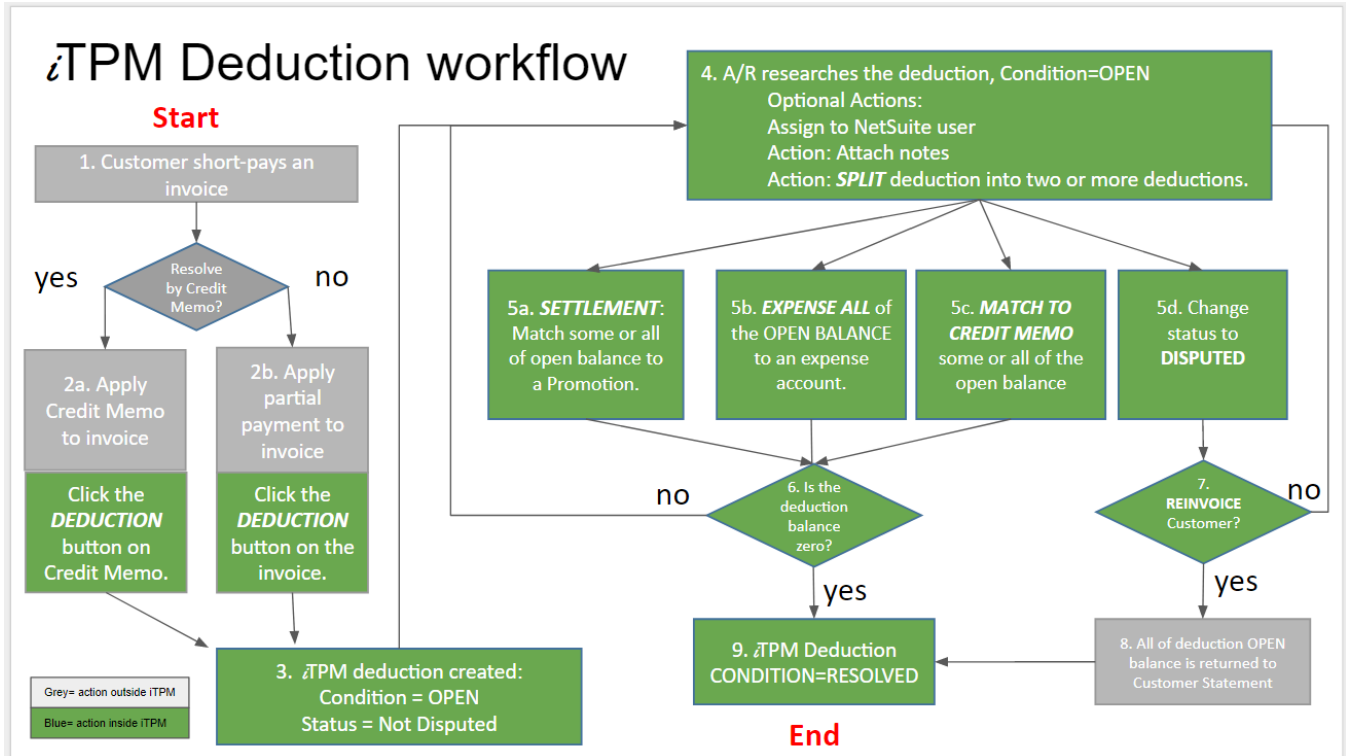 iTPM Deduction workflow
Start
1. Customer short-pays an
invoice
yes
Resolve
by Credit
Memo?
no
2a. Apply
Credit Memo
to invoice
Click the
DEDUCTION
button on
Credit Memo.
2b. Apply
partial
payment to
invoice
Click the
DEDUCTION
button on the
invoice.
3. iTPM deduction created:
Condition = OPEN
Status = Not Disputed
Grey= action outside iTPM
Blue= action inside iTPM
4. A/R researches the deduction, Condition=OPEN
Optional Actions:
Assign to NetSuite user
Action: Attach notes
Action: SPLIT deduction into two or more deductions.
5a. SETTLEMENT:
Match some or all
of open balance to
a Promotion.
5b. EXPENSE ALL of
the OPEN BALANCE
to an expense
account.
5c. MATCH TO
CREDIT MEMO
some or all of the
open balance
5d. Change
status to
DISPUTED
no
6. Is the
deduction
balance
zero?
yes
7.
REINVOICE
Customer?
no
yes
8. All of deduction OPEN
balance is returned to
Customer Statement
9. iTPM Deduction
CONDITION=RESOLVED
End